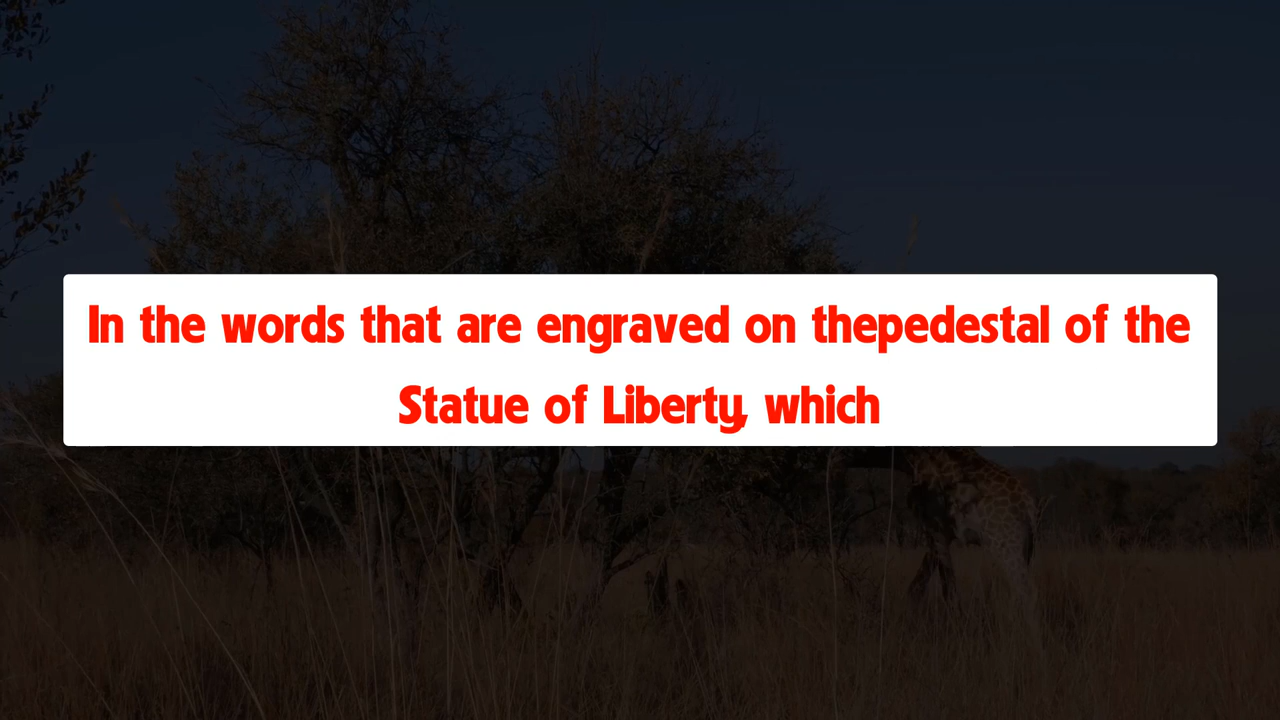 In the words that are engraved on thepedestal of the
Statue of Liberty, which